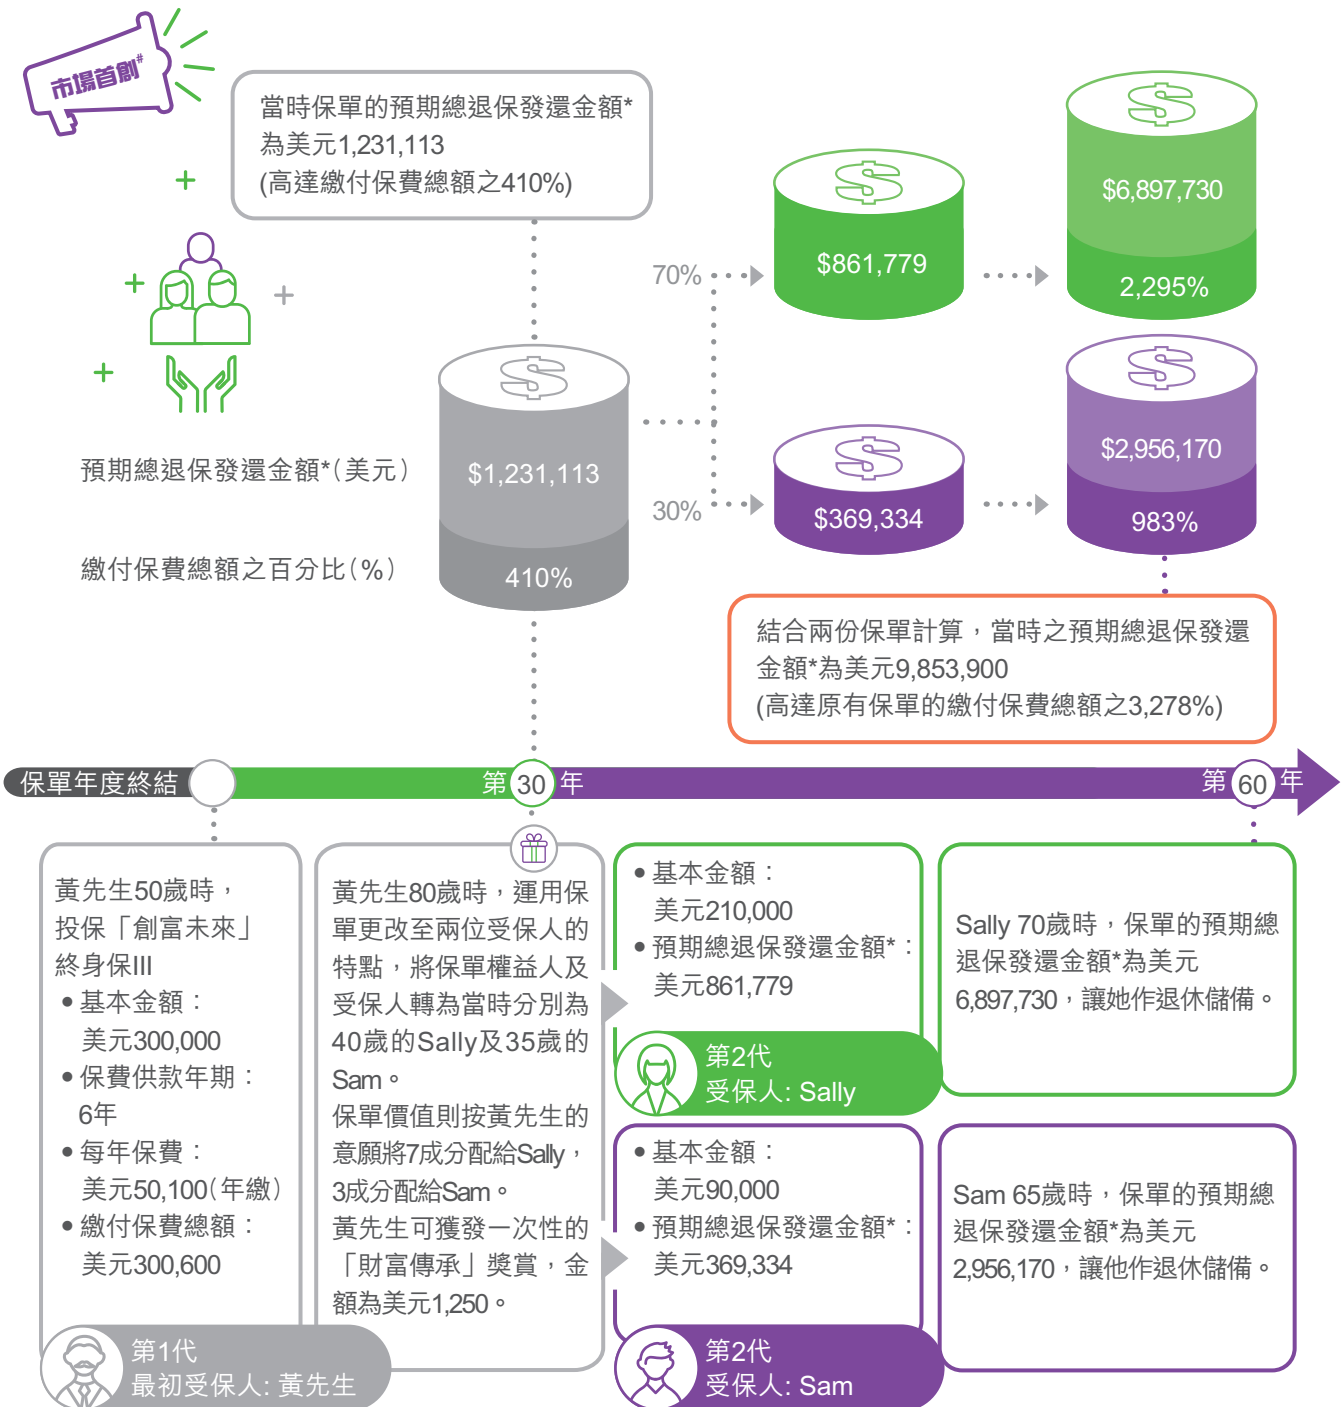 市場首創#
當時保單的預期總退保發還金額*
為美元1,231,113
(高達繳付保費總額之410%)
$6,897,730
2,295%
70%
$861,779
預期總退保發還金額*(美元)
$1,231,113
繳付保費總額之百分比(%)
410%
30%
$369,334
$2,956,170
983%
結合兩份保單計算，當時之預期總退保發還
金額*為美元9,853,900
(高達原有保單的繳付保費總額之3,278%)
保單年度終結
第30年
第60年
黃先生50歲時，
投保「創富未來」
終身保III
•基本金額：
美元300,000
•保費供款年期：
6年
•每年保費：
美元50,100(年繳)
•繳付保費總額：
美元300,600
第1代
最初受保人: 黃先生
黃先生80歲時，運用保
單更改至兩位受保人的
特點，將保單權益人及
受保人轉為當時分別為
40歲的Sally及35歲的
Sam。
保單價值則按黃先生的
意願將7成分配給Sally，
3成分配給Sam。
黃先生可獲發一次性的
「財富傳承」獎賞，金
額為美元1,250。
•基本金額：
美元210,000
•預期總退保發還金額*：
美元861,779
第2代
受保人: Sally
Sally 70歲時，保單的預期總
退保發還金額*為美元
6,897,730，讓她作退休儲備。
•基本金額：
美元90,000
•預期總退保發還金額*：
美元369,334
第2代
受保人: Sam
Sam 65歲時，保單的預期總
退保發還金額*為美元
2,956,170，讓他作退休儲備。